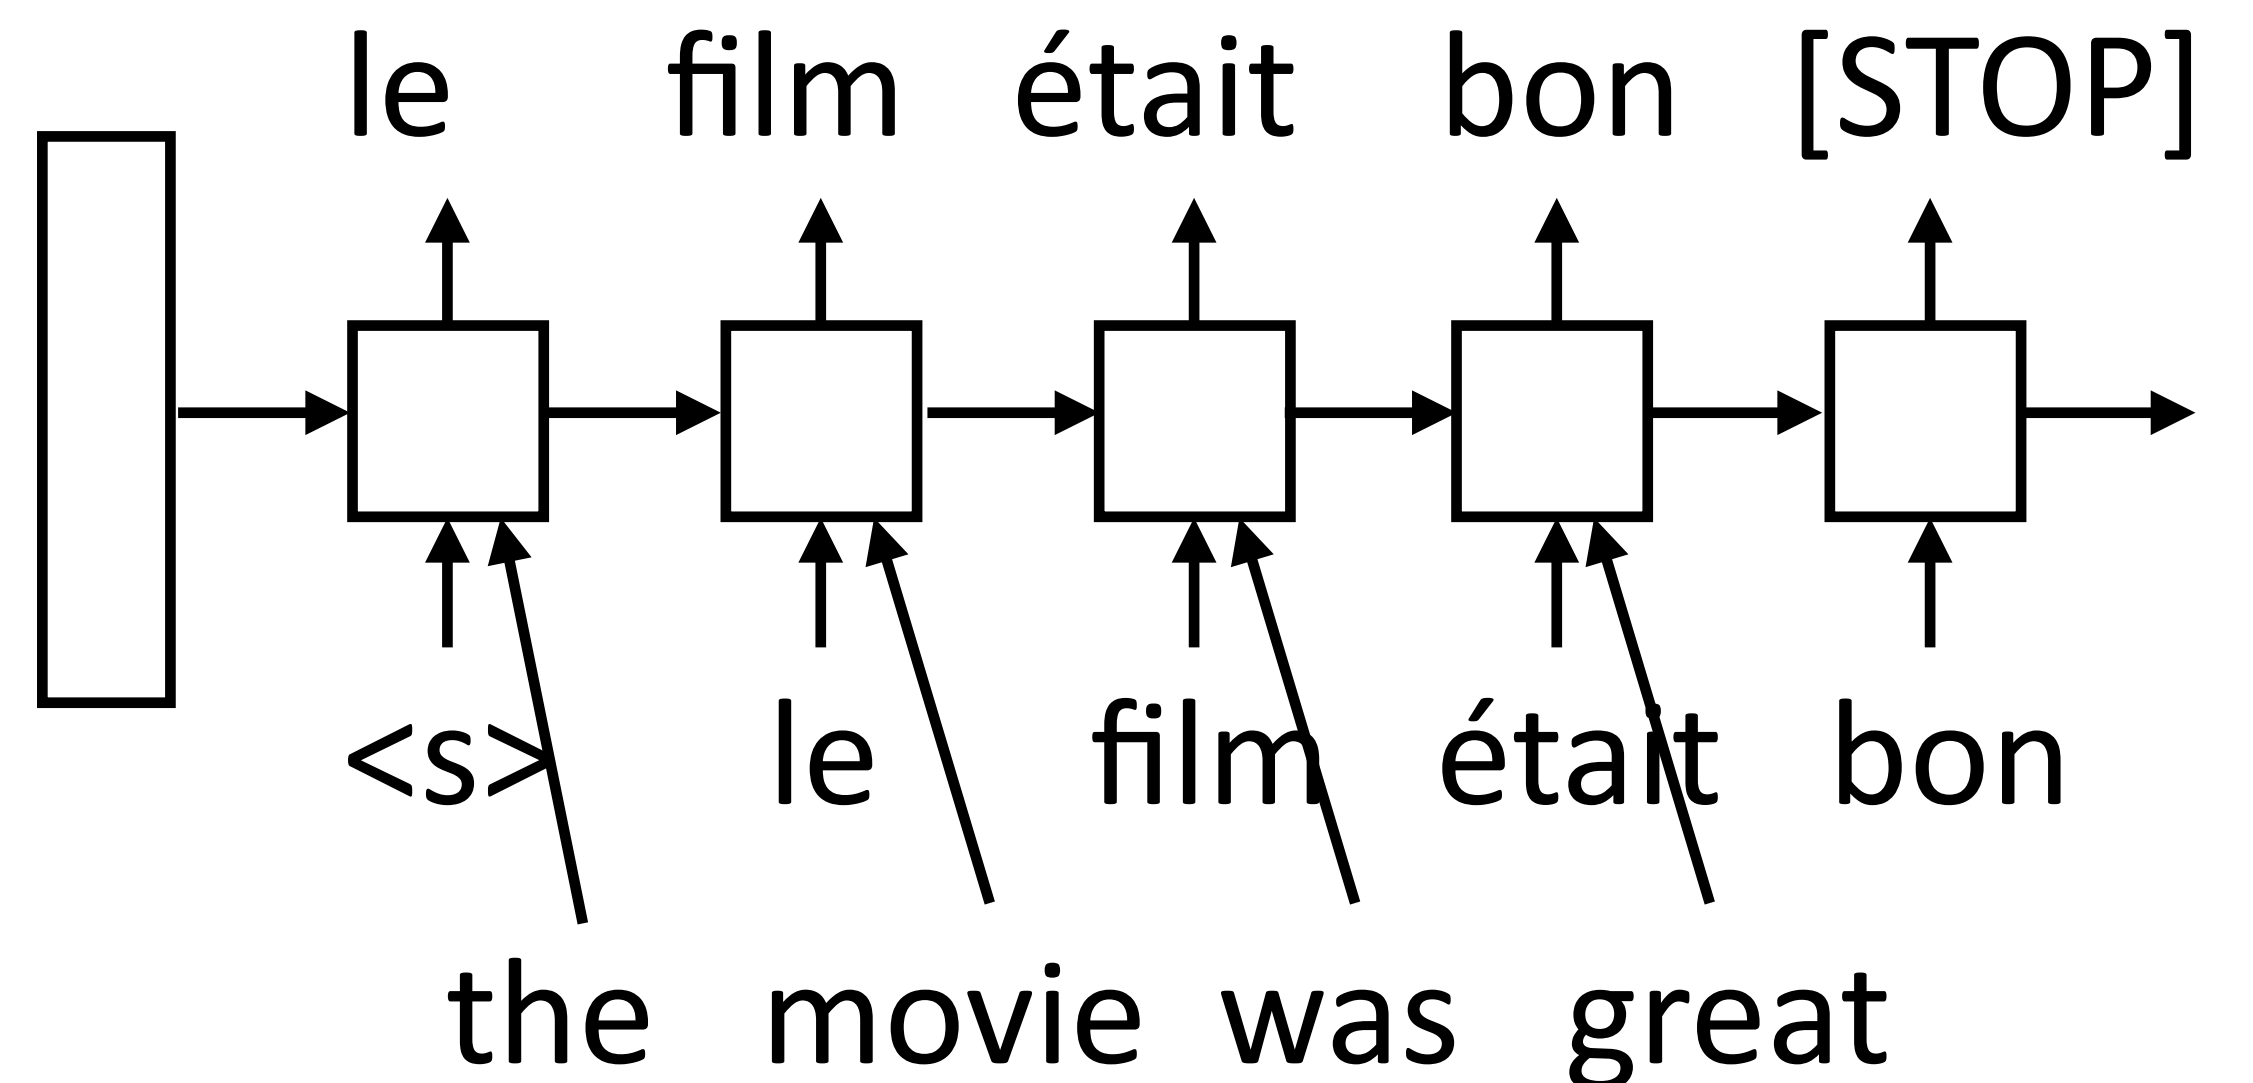 le film était bon [STOP]
<s> le film était bon
the movie was great